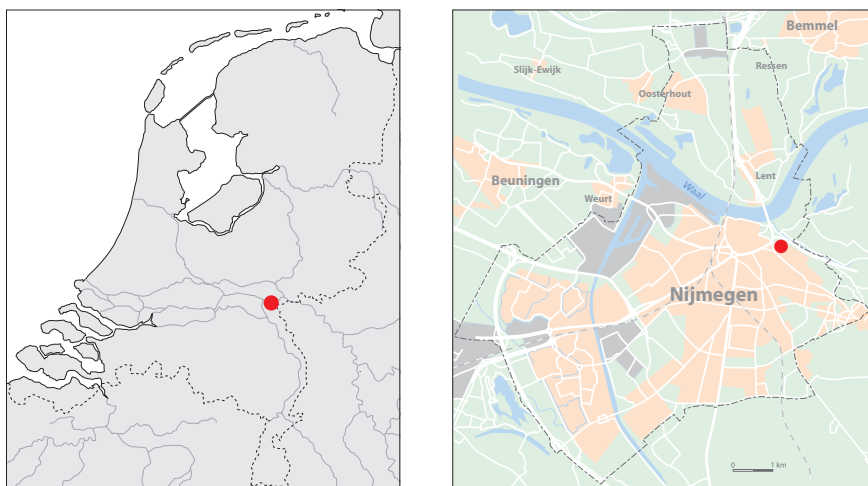 Bemmel
Ressen
Slijk-Ewijk
Oosterhout
Lent
Beuningen
Waal
Weurt
Nijmegen
0 1 km